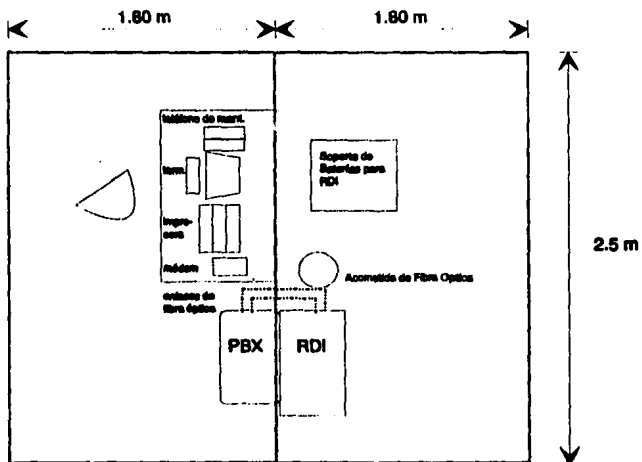 1.80 m
1.80 m
teléfono de mant.
term.
impre-
sora
módem
enlaces de
fibra óptica
Soporte de
Baterías para
RDI
Acometida de Fibra Optica
PBX
RDI
2.5 m